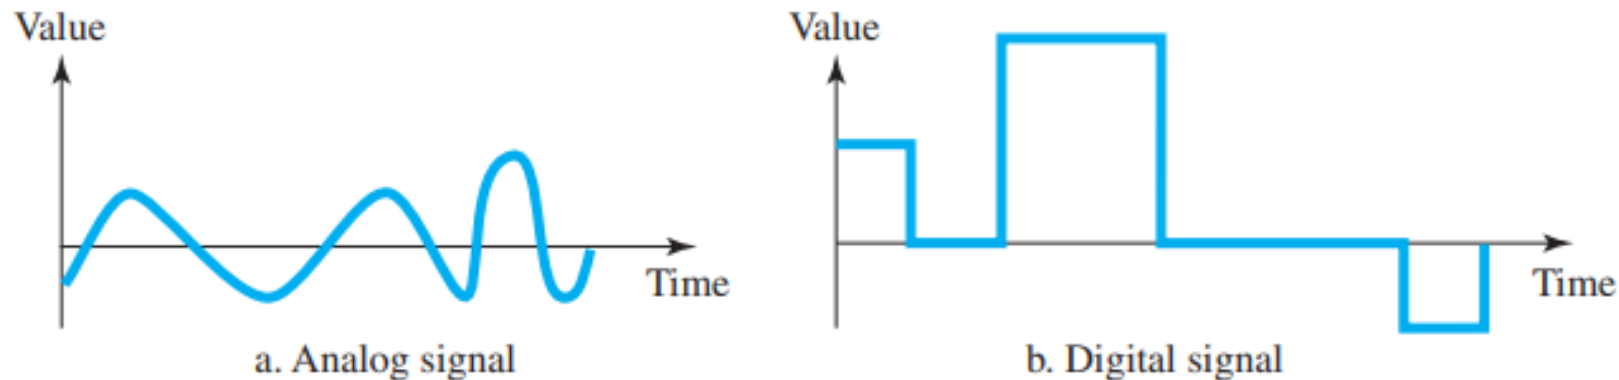 Value
Time
a. Analog signal
Value
Time
b. Digital signal